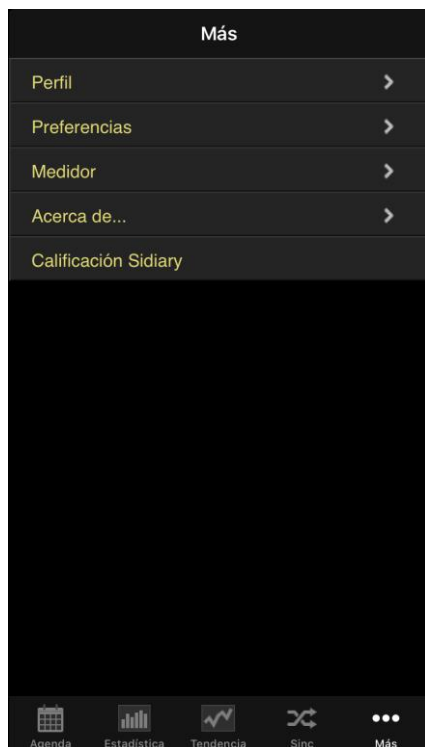 Más
Perfil
Preferencias
Medidor
Acerca de...
Calificación Sidiary
Agenda Estadística Tendencia Sinc Más